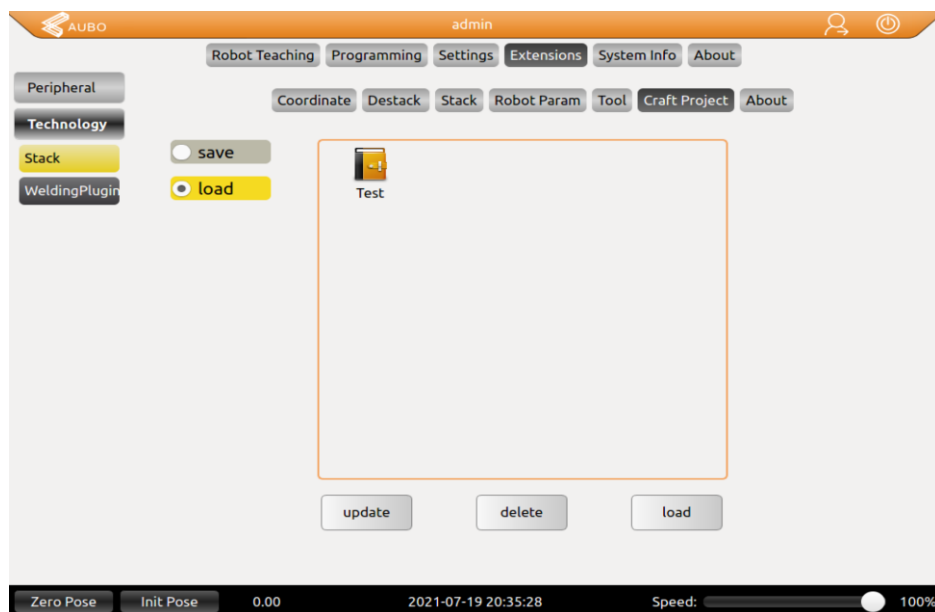 AUBO admin
Robot Teaching Programming Settings Extensions System Info About
Peripheral
Coordinate Destack Stack Robot Param Tool Craft Project About
Technology
Stack
save
WeldingPlugin
load
Test
update delete load
Zero Pose Init Pose 0.00 2021-07-19 20:35:28 Speed: 100%